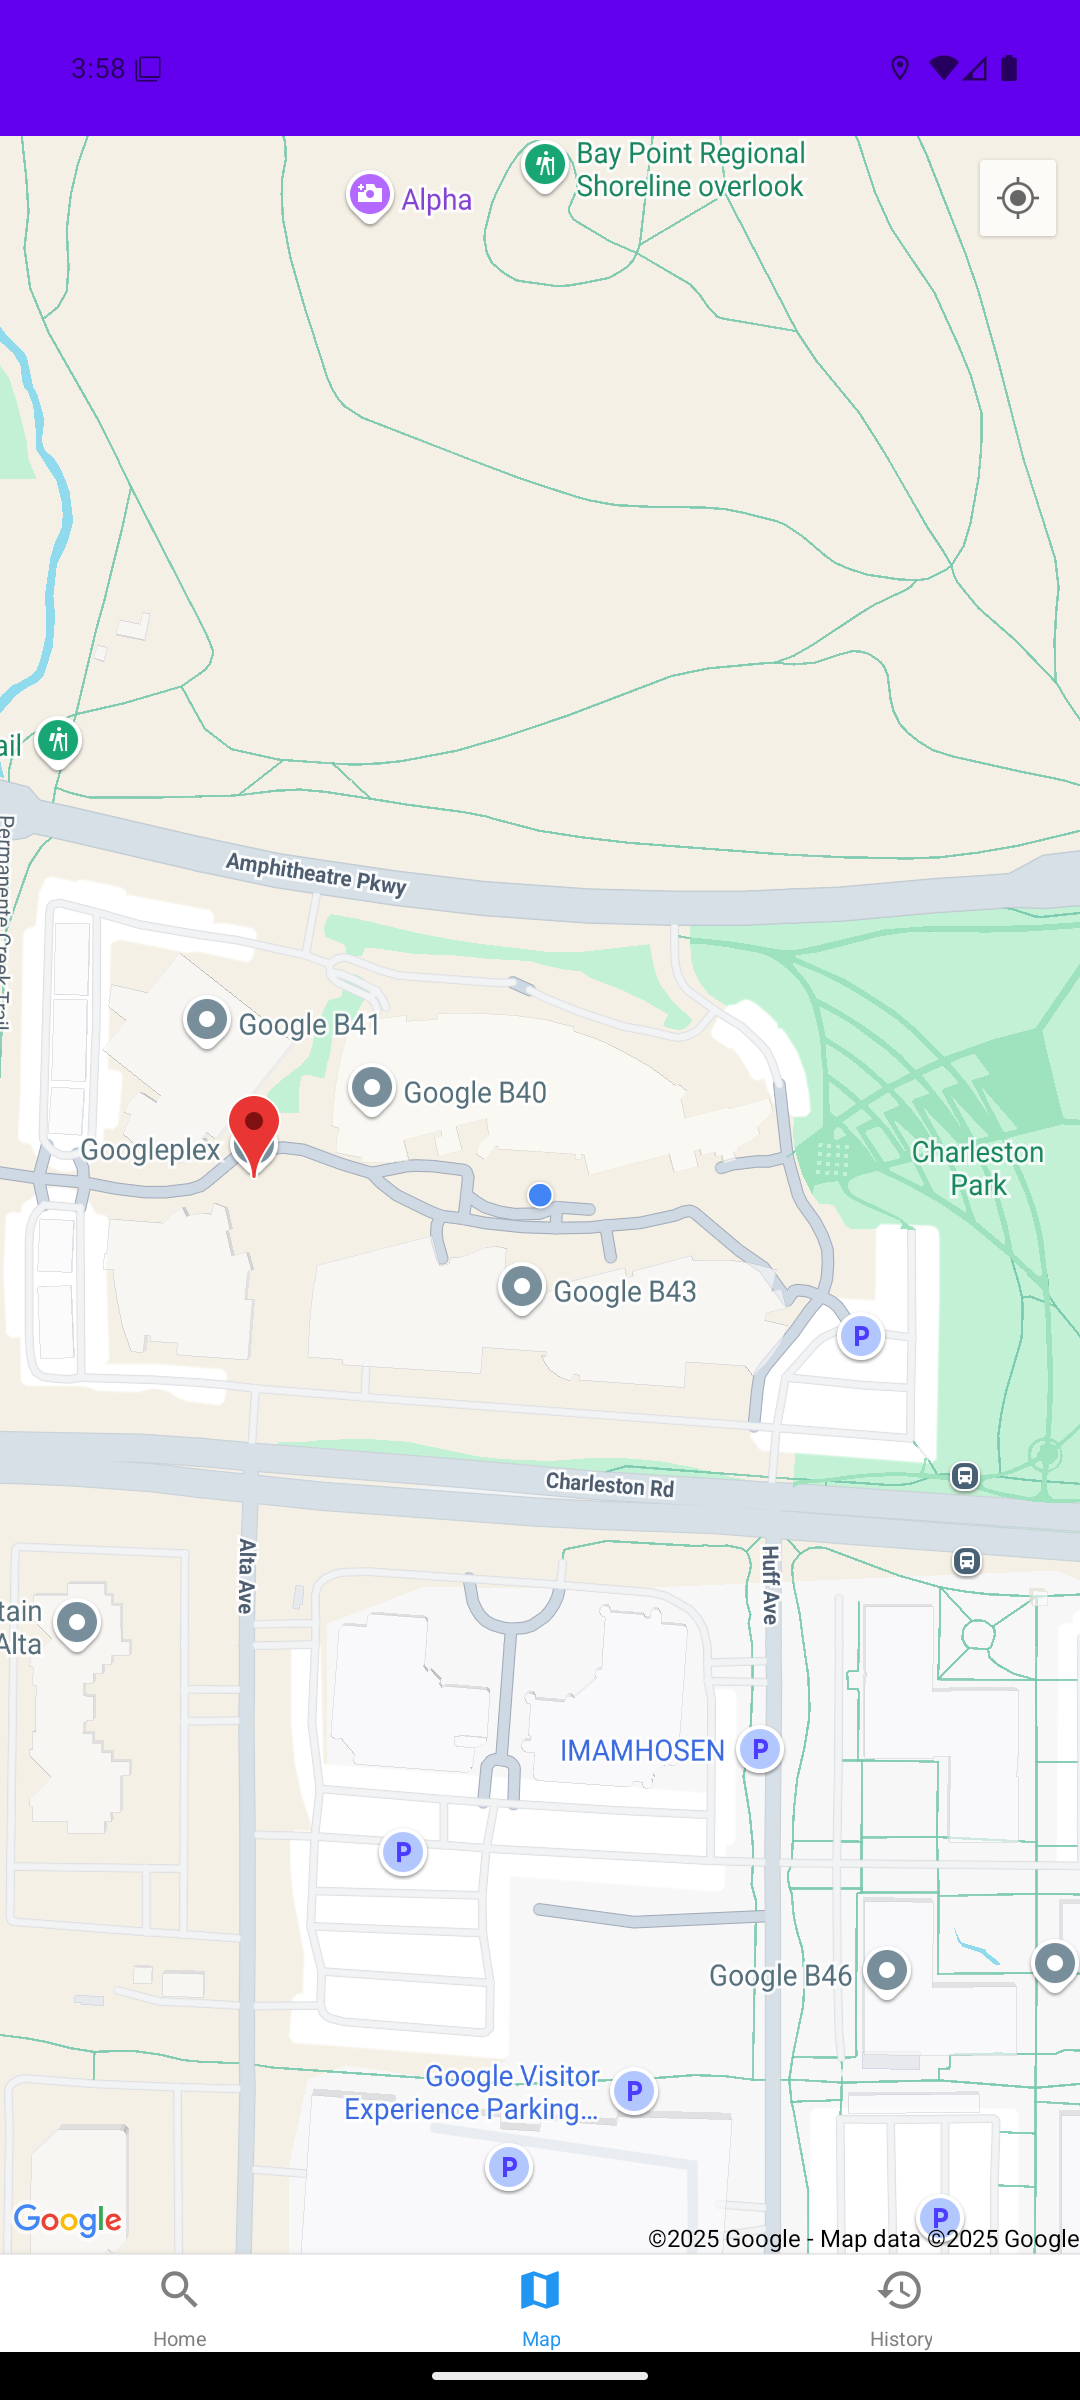 3:58
Bay Point Regional
Shoreline overlook
Alpha
ail
Amphitheatre Pkwy
Permanente Creek Trail
Google B41
Google B40
Googleplex
Charleston
Park
Google B43
P
Charleston Rd
Alta Ave
Huff Ave
tain
Alta
IMAMHOSEN
P
P
Google B46
Google Visitor
Experience Parking...
P
P
P
Google
©2025 Google - Map data ©2025 Google
Home
Map
History